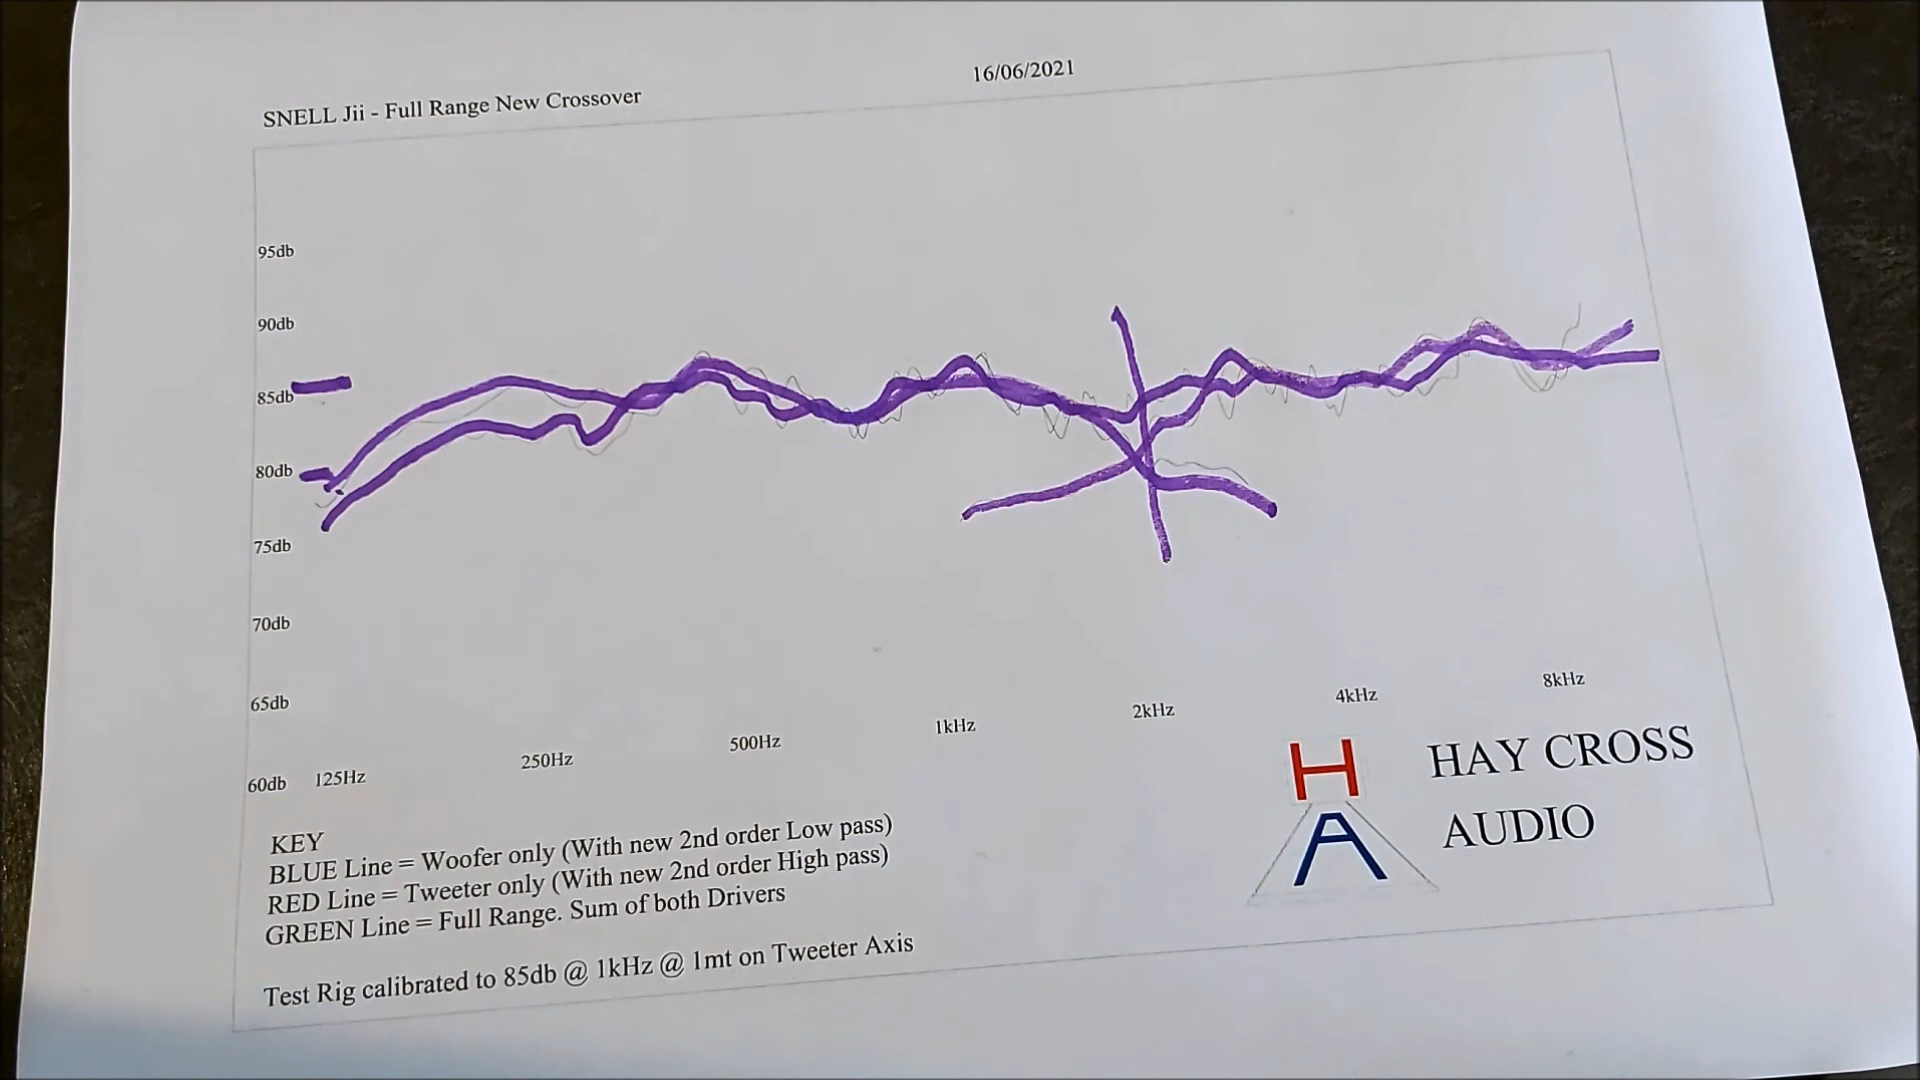 SNELL Jii - Full Range New Crossover
16/06/2021
95db
90db
85db
80db
75db
70db
65db
60db
125Hz
250Hz
500Hz
1kHz
2kHz
4kHz
8kHz
KEY
BLUE Line = Woofer only (With new 2nd order Low pass)
RED Line = Tweeter only (With new 2nd order High pass)
GREEN Line = Full Range. Sum of both Drivers
Test Rig calibrated to 85db @ 1kHz @ 1mt on Tweeter Axis
H
A
HAY CROSS
AUDIO